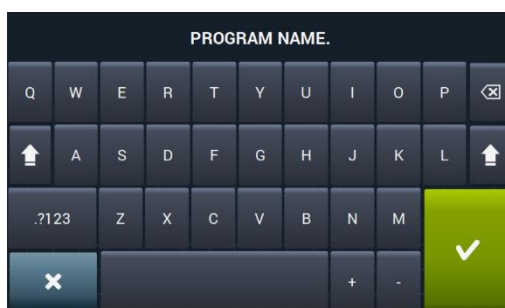 PROGRAM NAME.
Q W E R T Y U I O P
A S D F G H J K L
.?123 Z X C V B N M
+ -